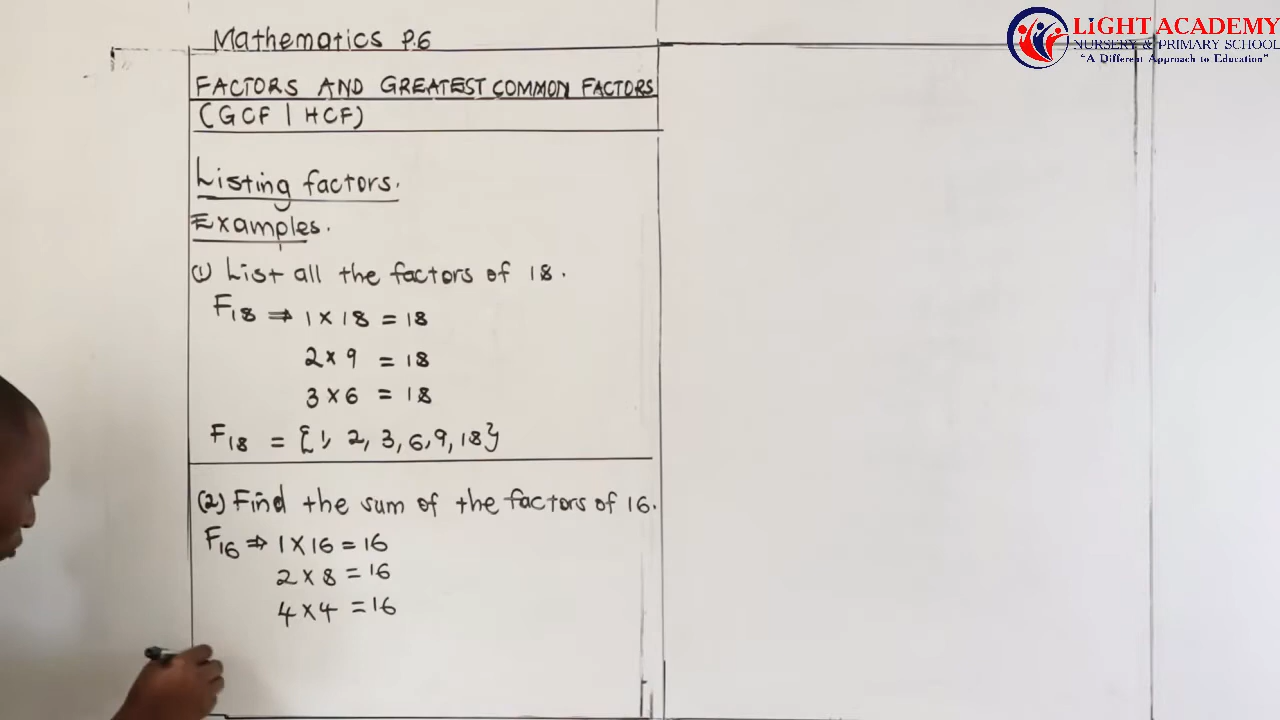 Mathematics P.6
LIGHT ACADEMY
NURSERY & PRIMARY SCHOOL
"A Different Approach to Education"
FACTORS AND GREATEST COMMON FACTORS
(GCF | HCF)
Listing factors.
Examples.
(1) List all the factors of 18.
F18 ⇒ 1 × 18 = 18
2 × 9 = 18
3 × 6 = 18
F18 = {1, 2, 3, 6, 9, 18}
(2) Find the sum of the factors of 16.
F16 ⇒ 1 × 16 = 16
2 × 8 = 16
4 × 4 = 16